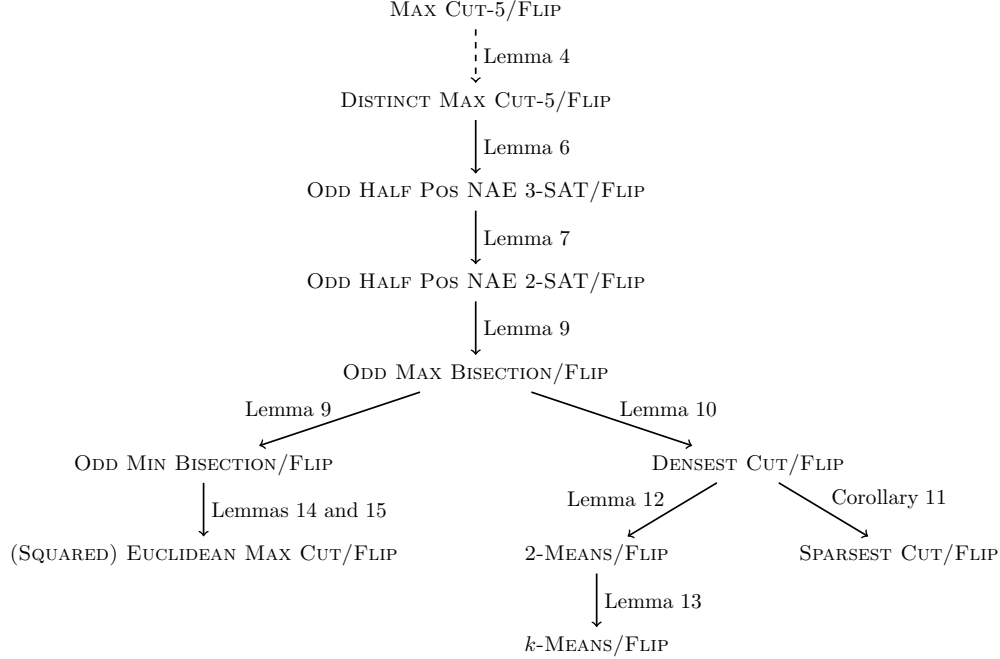 MAX CUT-5/FLIP
Lemma 4
DISTINCT MAX CUT-5/FLIP
Lemma 6
ODD HALF POS NAE 3-SAT/FLIP
Lemma 7
ODD HALF POS NAE 2-SAT/FLIP
Lemma 9
ODD MAX BISECTION/FLIP
Lemma 9
Lemma 10
ODD MIN BISECTION/FLIP
DENSEST CUT/FLIP
Lemmas 14 and 15
Lemma 12
Corollary 11
(SQUARED) EUCLIDEAN MAX CUT/FLIP
2-MEANS/FLIP
SPARSEST CUT/FLIP
Lemma 13
k-MEANS/FLIP